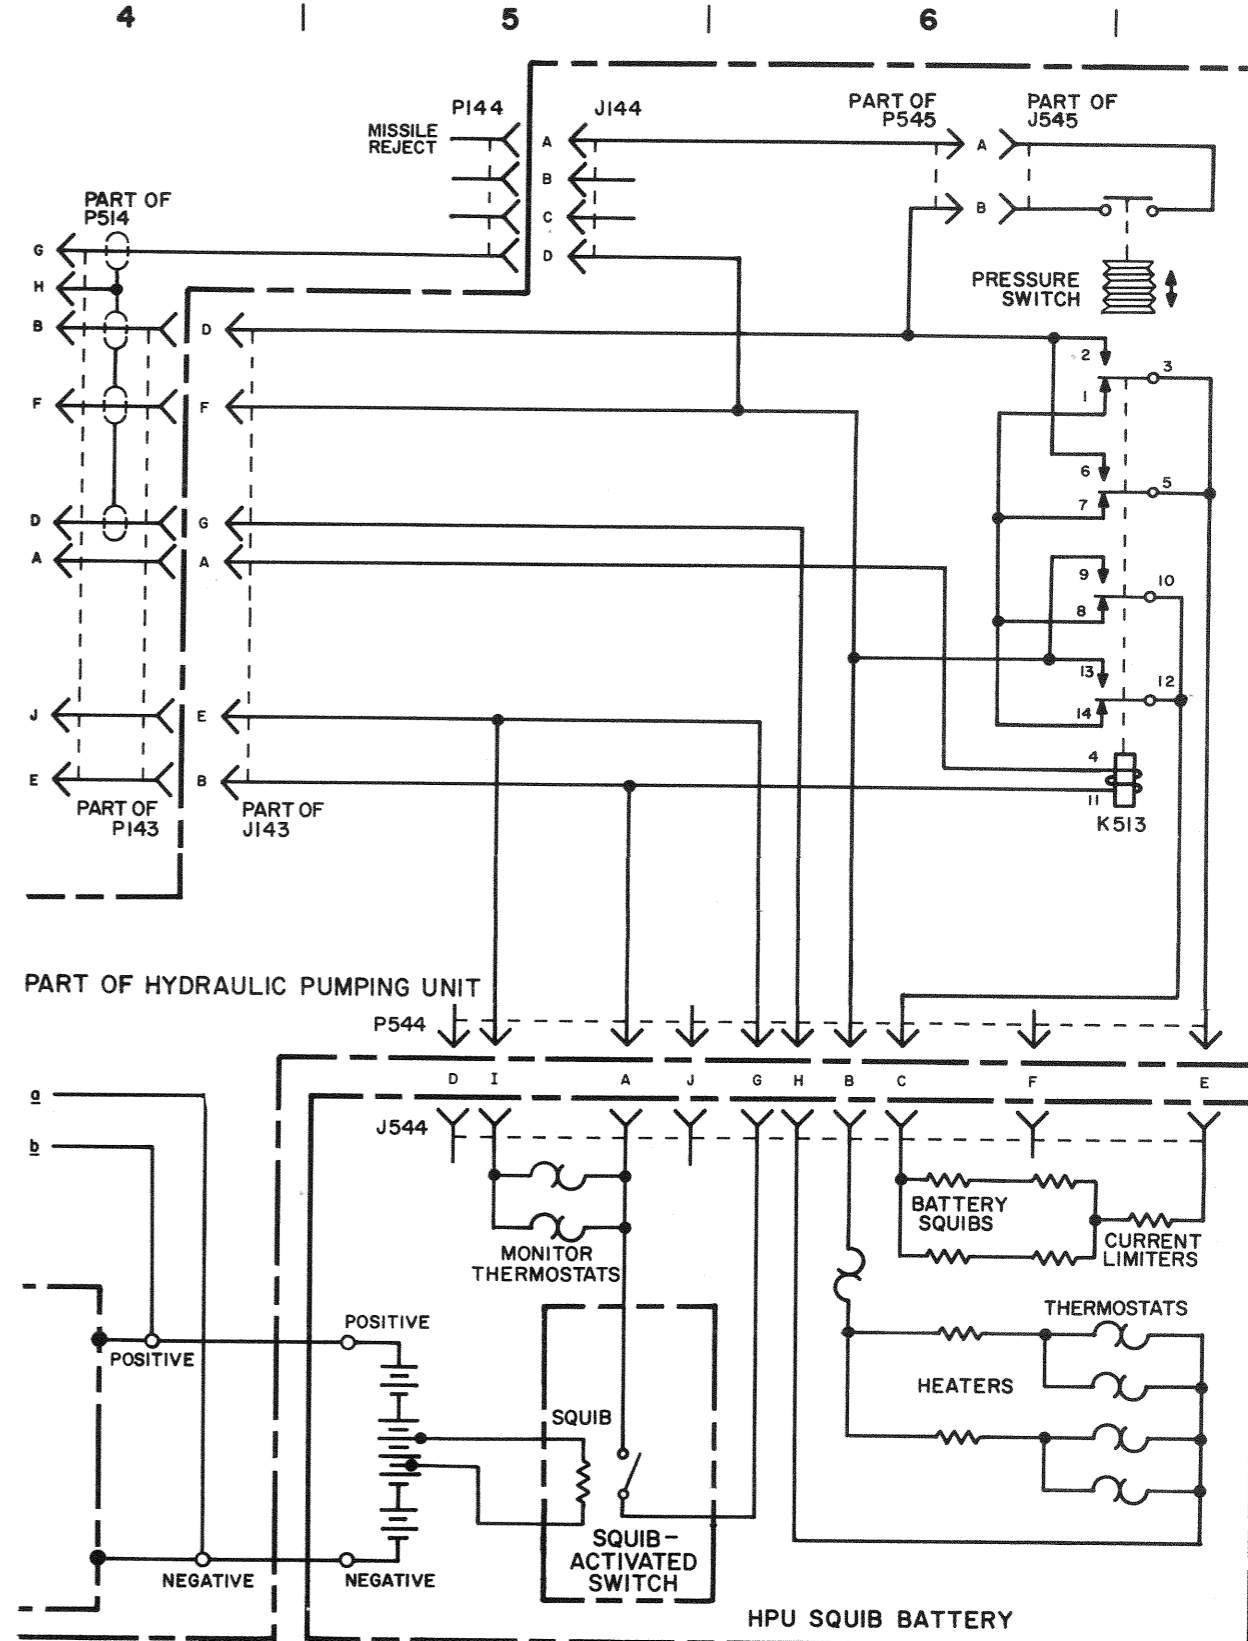 4 | 5 | 6 |
P144
J144
MISSILE
REJECT
A
B
C
D
PART OF
P545
PART OF
J545
A
B
PRESSURE
SWITCH
PART OF
P514
G
H
B
F
D
A
J
E
D
F
G
A
E
B
PART OF
P143
PART OF
J143
2
3
1
6
5
7
9
10
8
13
12
14
4
11
K513
PART OF HYDRAULIC PUMPING UNIT
P544
D I A J G H B C F E
J544
a
b
MONITOR
THERMOSTATS
BATTERY
SQUIBS
CURRENT
LIMITERS
THERMOSTATS
HEATERS
POSITIVE
POSITIVE
SQUIB
SQUIB-
ACTIVATED
SWITCH
NEGATIVE
NEGATIVE
HPU SQUIB BATTERY